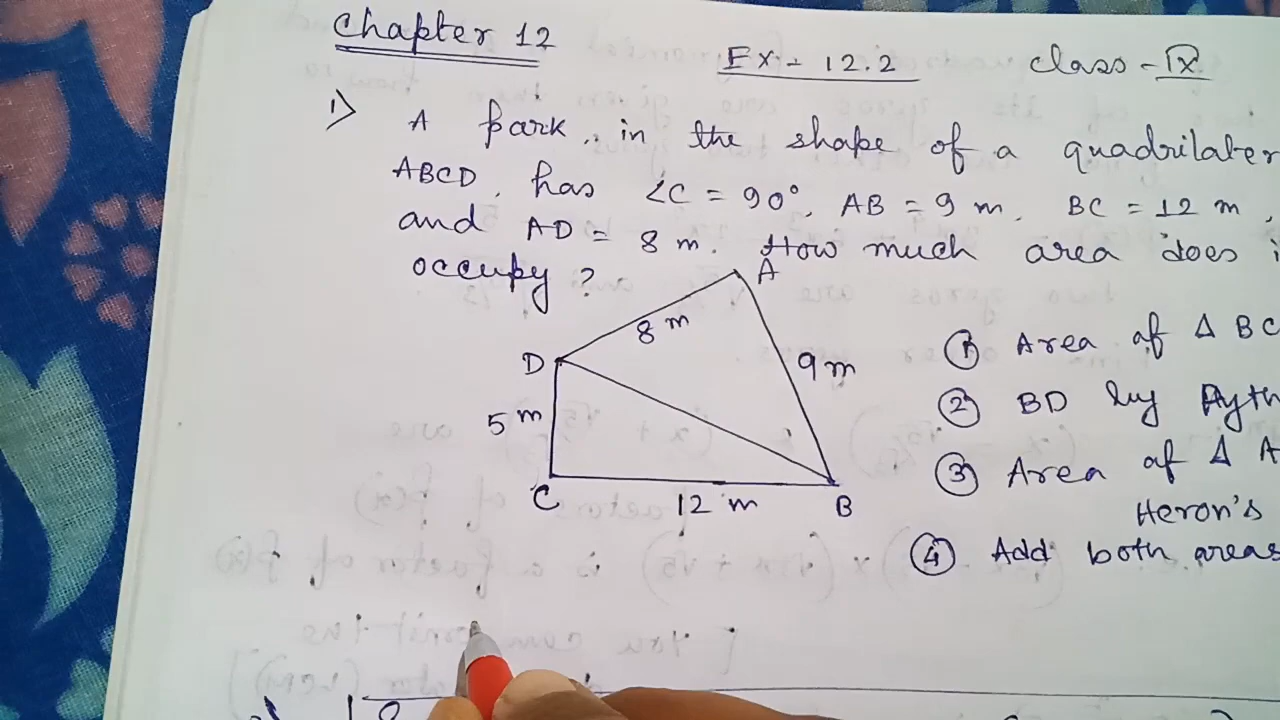 Chapter 12
Ex - 12.2 Class - IX
1) A park, in the shape of a quadrilater
ABCD, has ∠C = 90°, AB = 9 m, BC = 12 m,
and AD = 8 m. How much area does i
occupy?
A
8 m
D
9 m
5 m
C
12 m
B
① Area of Δ BC
② BD by Pyth
③ Area of Δ A
Heron's
④ Add both areas